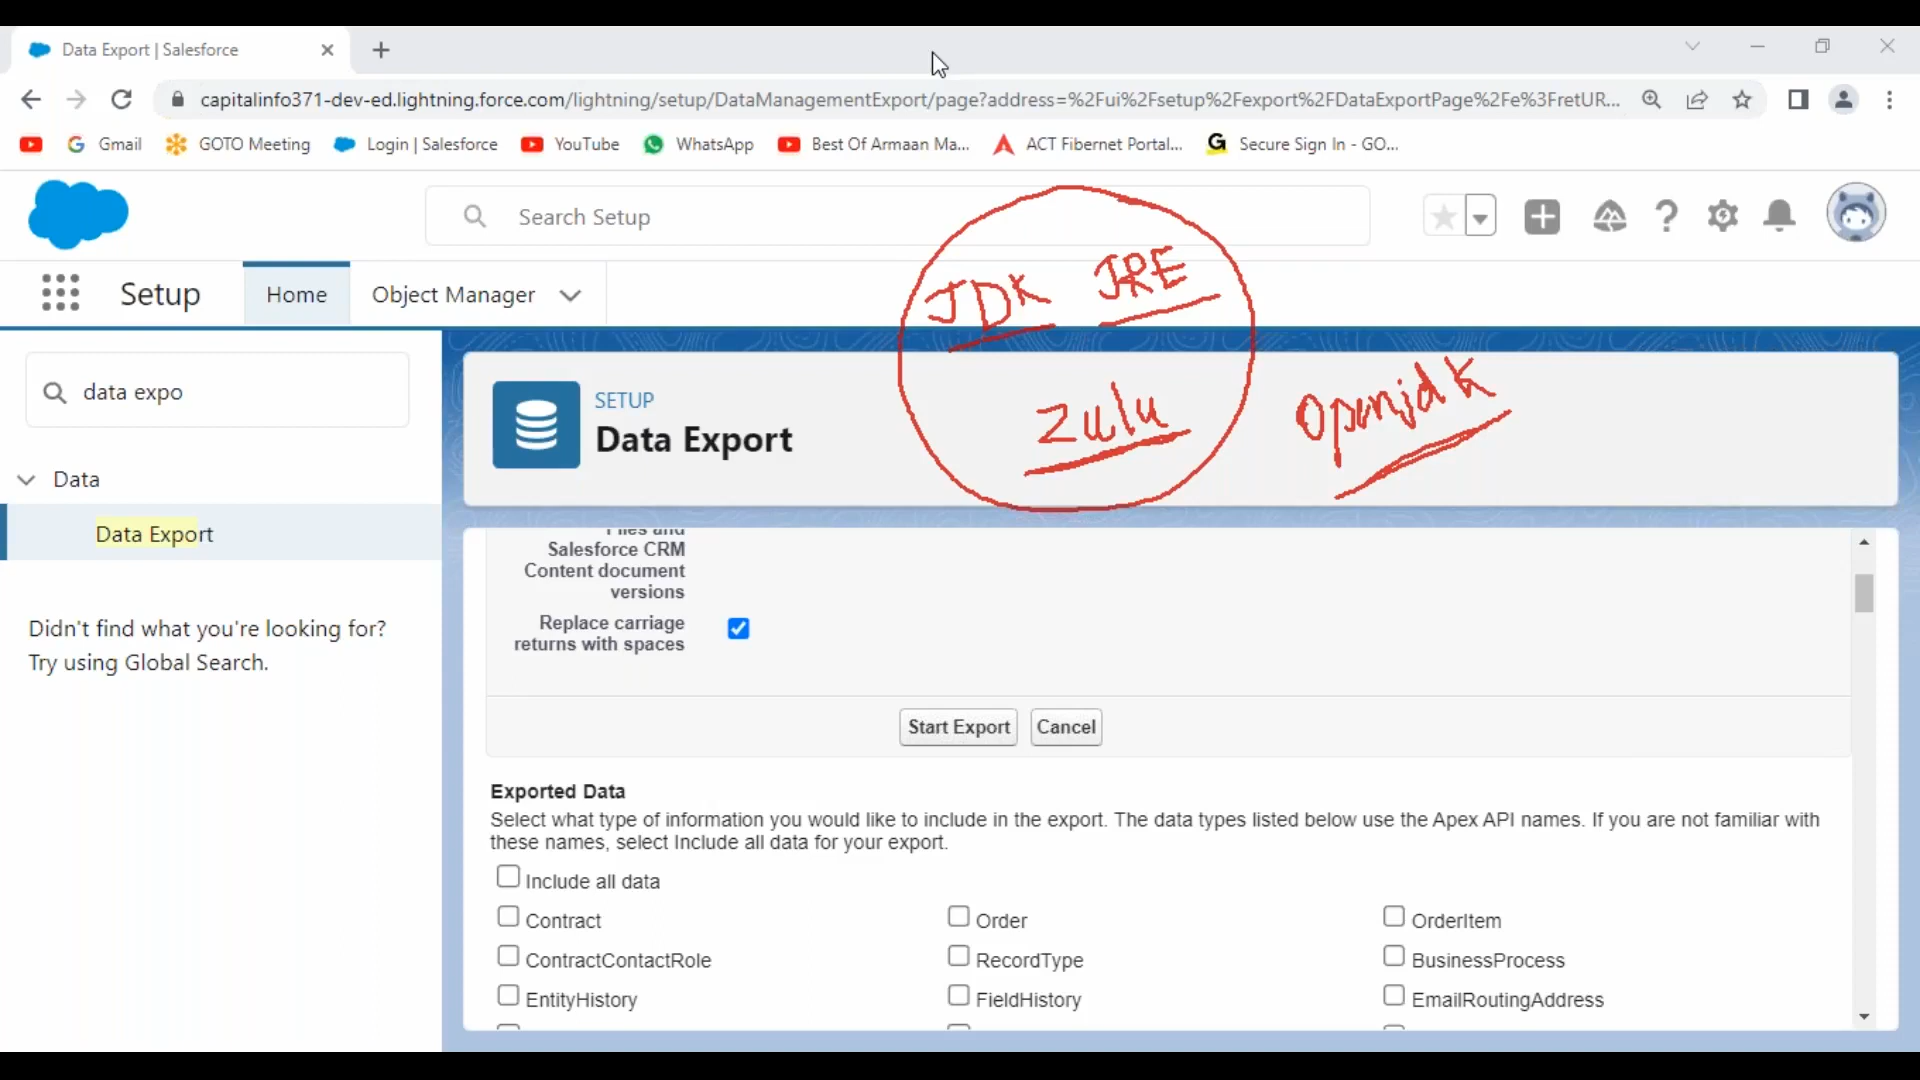 Data Export | Salesforce
capitalinfo371-dev-ed.lightning.force.com/lightning/setup/DataManagementExport/page?address=%2Fui%2Fsetup%2Fexport%2FDataExportPage%2Fe%3FretUR...
Gmail GOTO Meeting Login | Salesforce YouTube WhatsApp Best Of Armaan Ma... ACT Fibernet Portal... G Secure Sign In - GO...
Search Setup
JDK JRE
Setup Home Object Manager
data expo
SETUP
Data Export
Zulu
Openjdk
Data
Data Export
Didn't find what you're looking for?
Try using Global Search.
Files and
Salesforce CRM
Content document
versions
Replace carriage
returns with spaces
Start Export Cancel
Exported Data
Select what type of information you would like to include in the export. The data types listed below use the Apex API names. If you are not familiar with
these names, select Include all data for your export.
Include all data
Contract Order OrderItem
ContractContactRole RecordType BusinessProcess
EntityHistory FieldHistory EmailRoutingAddress